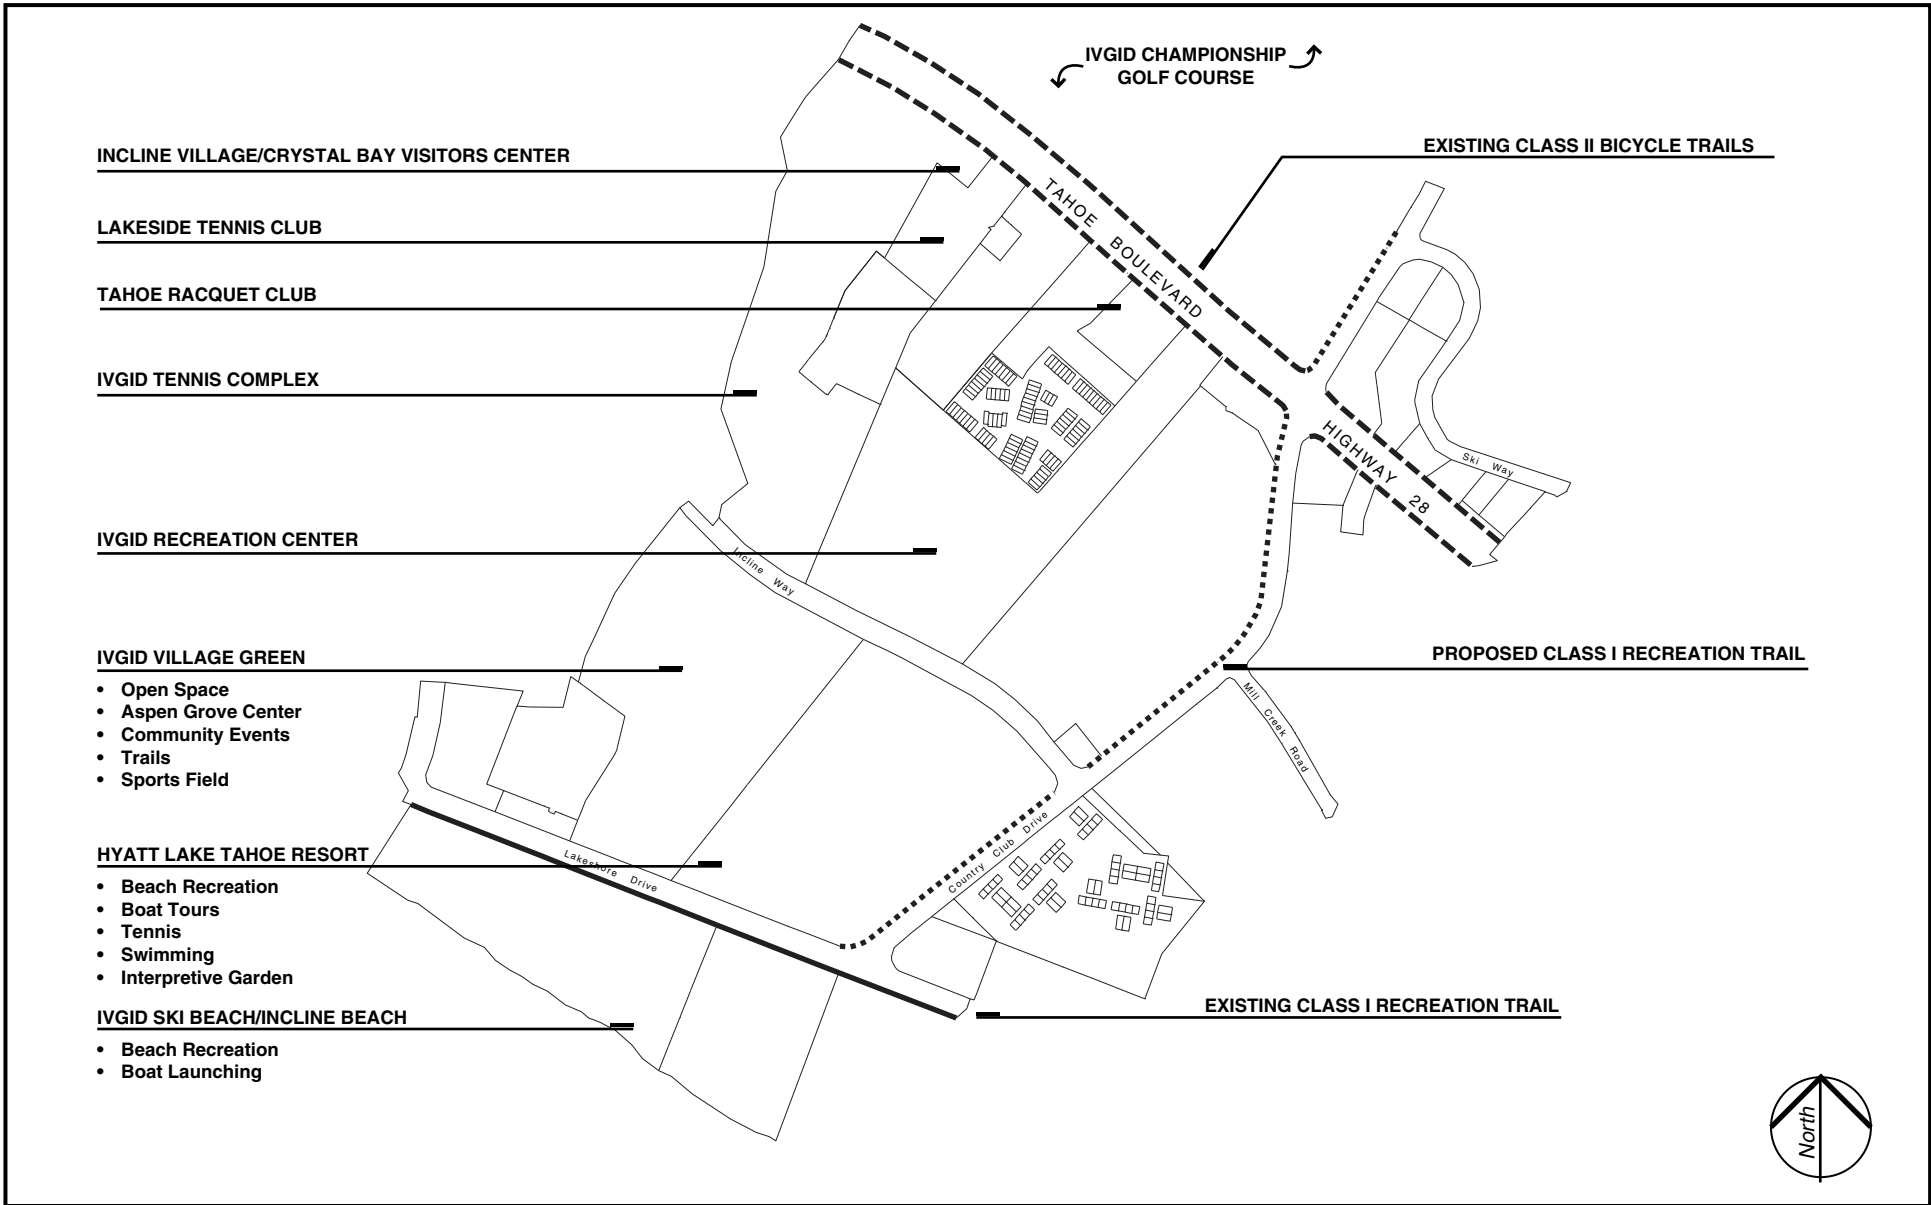 IVGID CHAMPIONSHIP
GOLF COURSE
INCLINE VILLAGE/CRYSTAL BAY VISITORS CENTER
LAKESIDE TENNIS CLUB
TAHOE RACQUET CLUB
IVGID TENNIS COMPLEX
IVGID RECREATION CENTER
IVGID VILLAGE GREEN
• Open Space
• Aspen Grove Center
• Community Events
• Trails
• Sports Field
HYATT LAKE TAHOE RESORT
• Beach Recreation
• Boat Tours
• Tennis
• Swimming
• Interpretive Garden
IVGID SKI BEACH/INCLINE BEACH
• Beach Recreation
• Boat Launching
EXISTING CLASS II BICYCLE TRAILS
TAHOE BOULEVARD
HIGHWAY 28
Ski Way
Incline Way
PROPOSED CLASS I RECREATION TRAIL
Mill Creek Road
Country Club Drive
Lakeshore Drive
EXISTING CLASS I RECREATION TRAIL
North